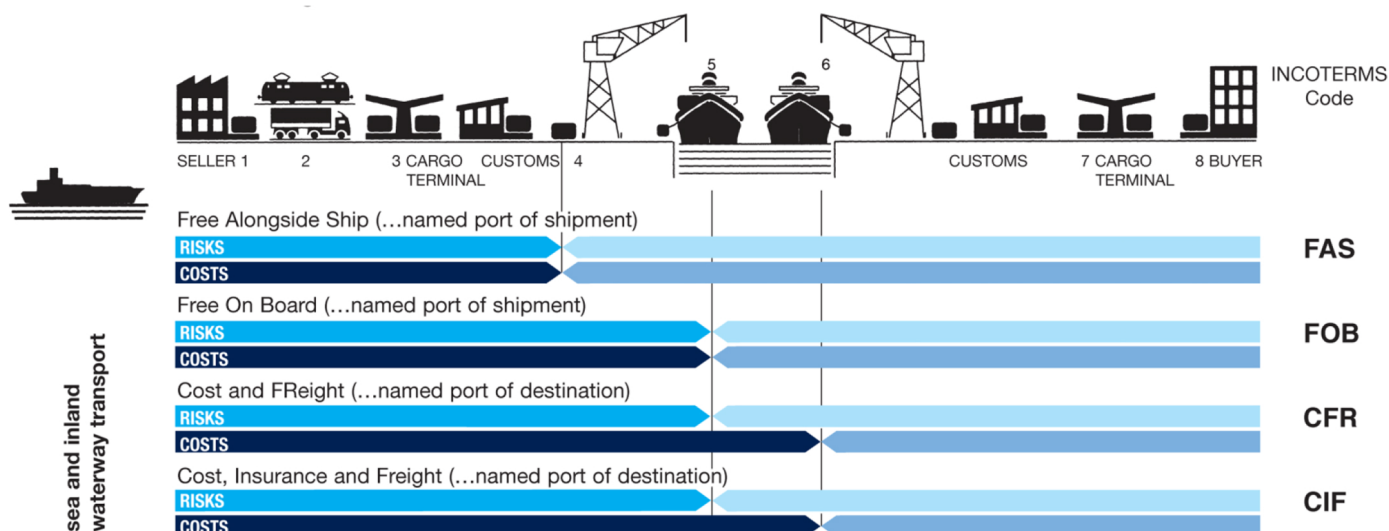 5 6
INCOTERMS
Code
SELLER 1 2 3 CARGO CUSTOMS 4 CUSTOMS 7 CARGO 8 BUYER
TERMINAL TERMINAL
Free Alongside Ship (...named port of shipment)
RISKS
FAS
COSTS
Free On Board (...named port of shipment)
RISKS
FOB
COSTS
Cost and FReight (...named port of destination)
RISKS
CFR
COSTS
Cost, Insurance and Freight (...named port of destination)
RISKS
CIF
COSTS
sea and inland
waterway transport